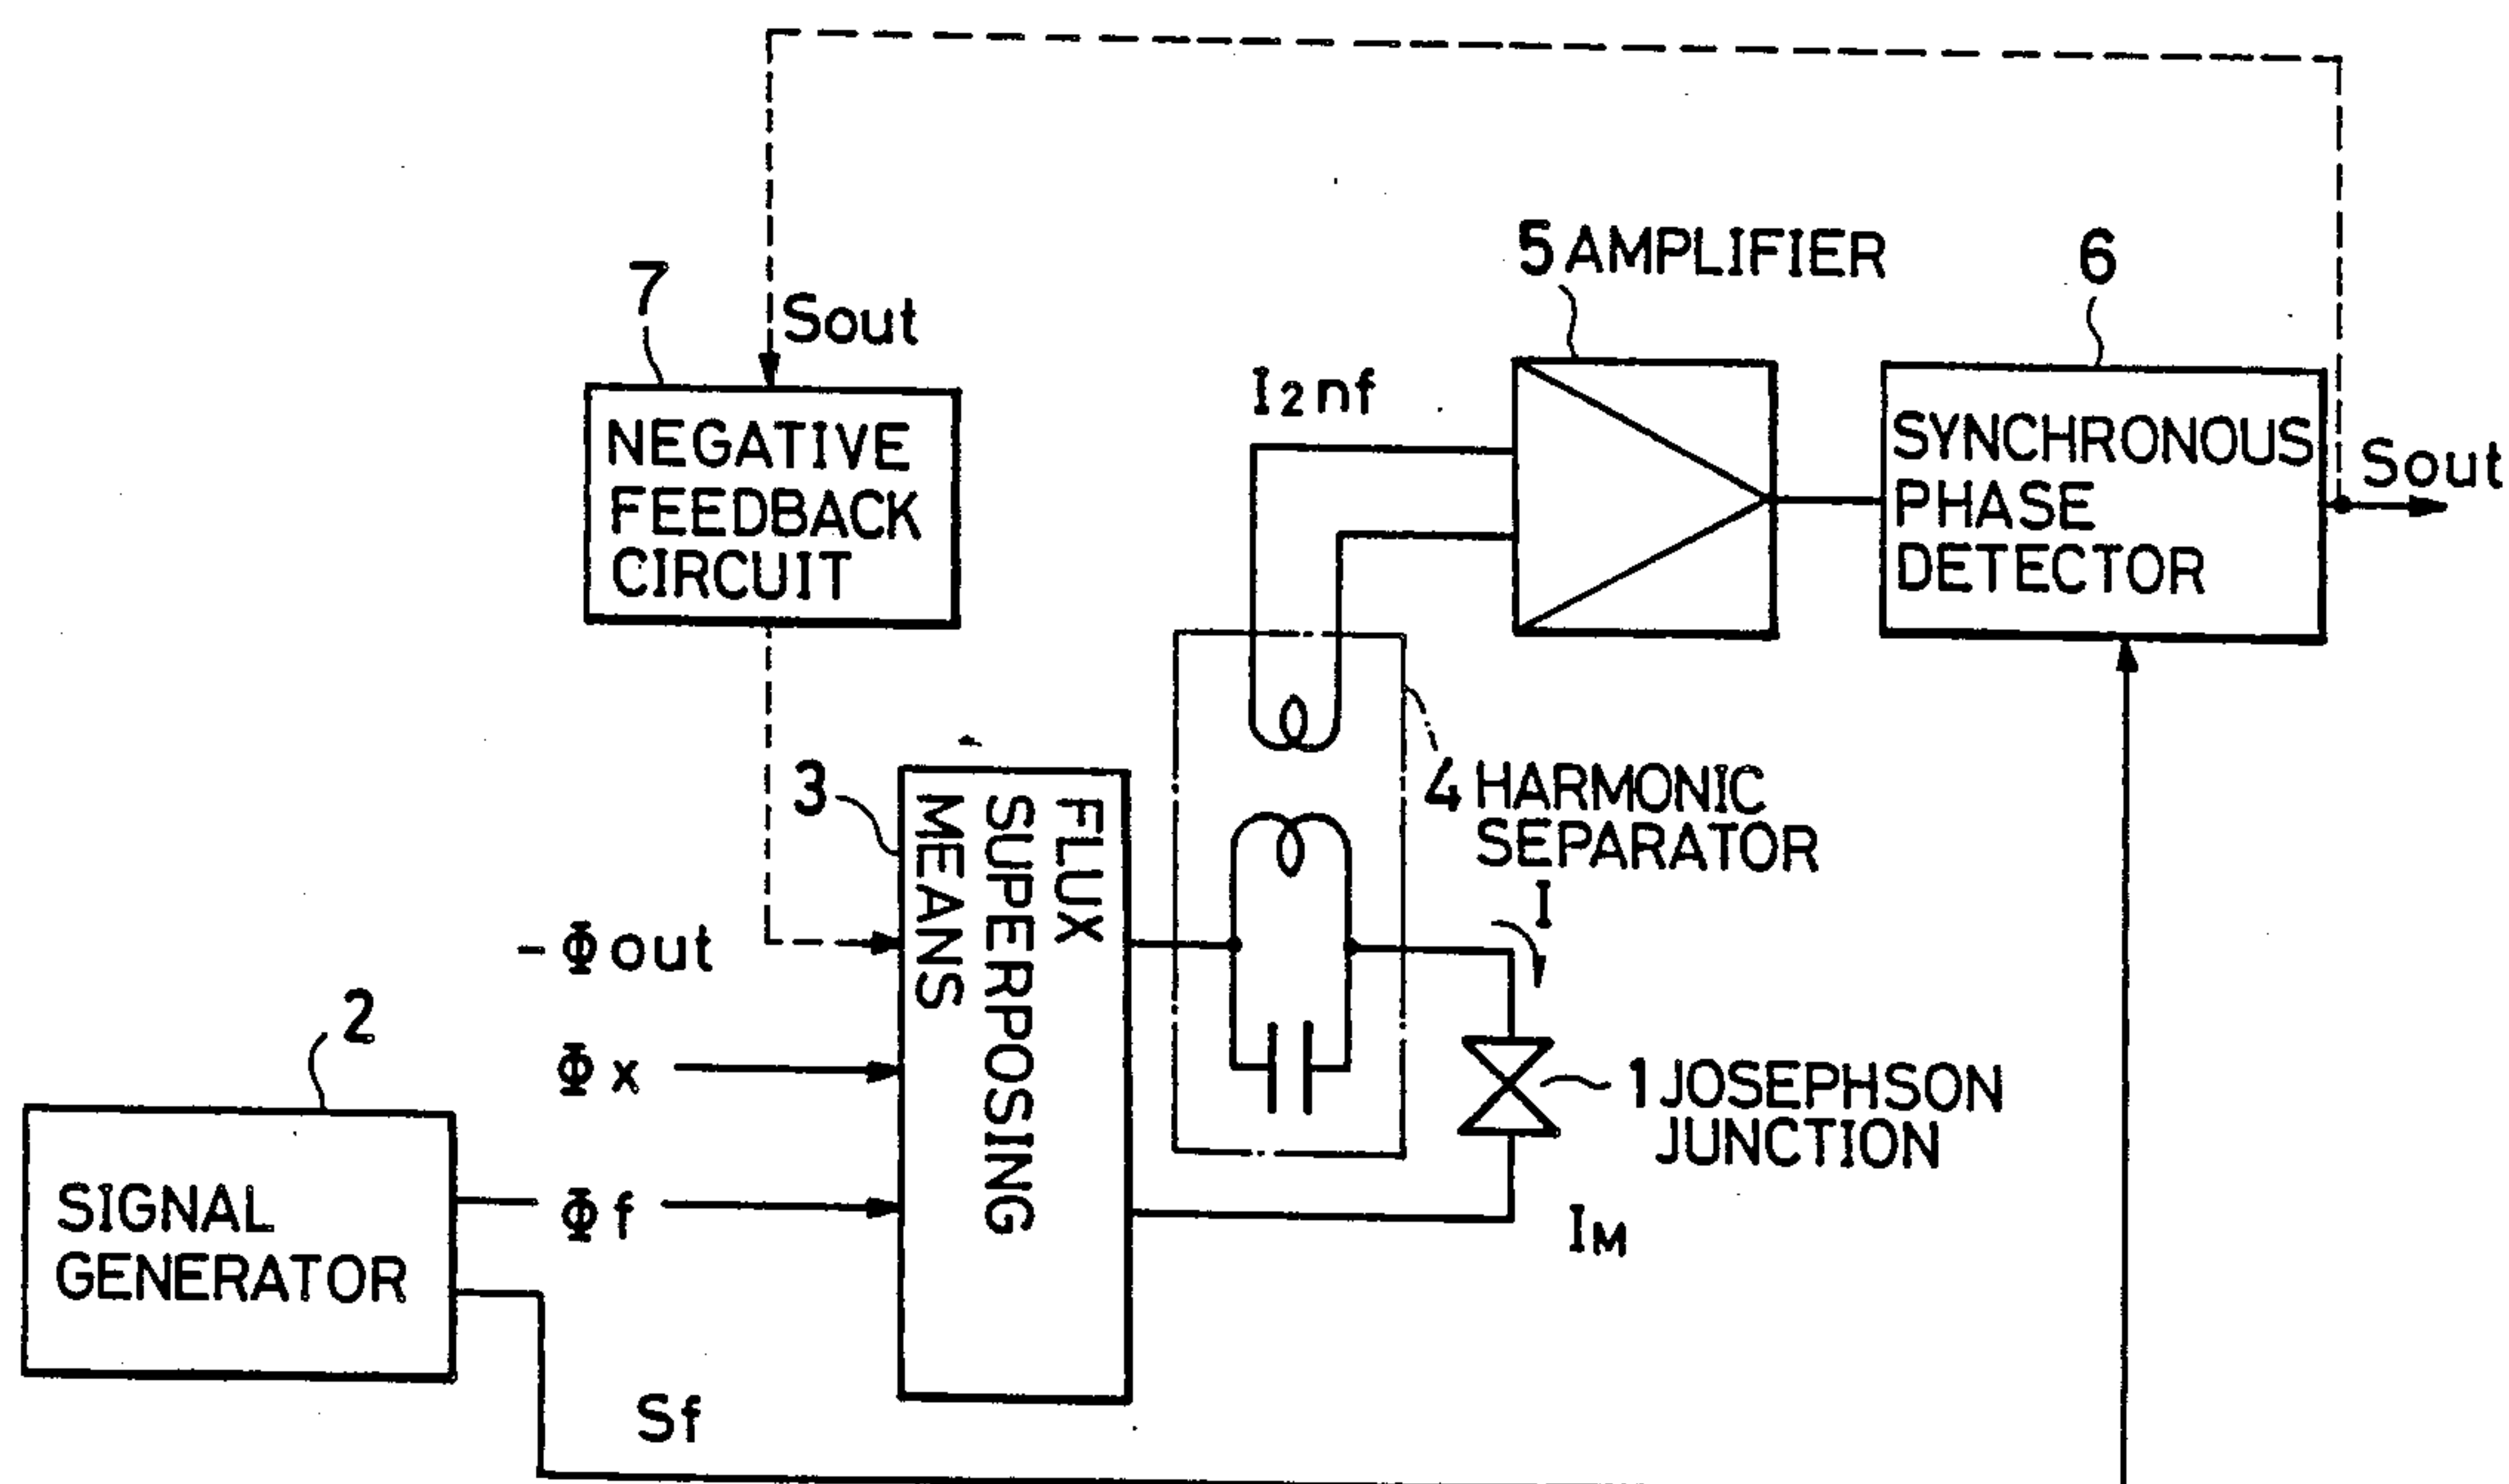 5 AMPLIFIER
6
7
Sout
I2nf
NEGATIVE
FEEDBACK
CIRCUIT
SYNCHRONOUS
PHASE
DETECTOR
Sout
3
4 HARMONIC
SEPARATOR
FLUX
SUPERPOSING
MEANS
I
-Φout
2
Φx
1 JOSEPHSON
JUNCTION
SIGNAL
GENERATOR
Φf
IM
Sf